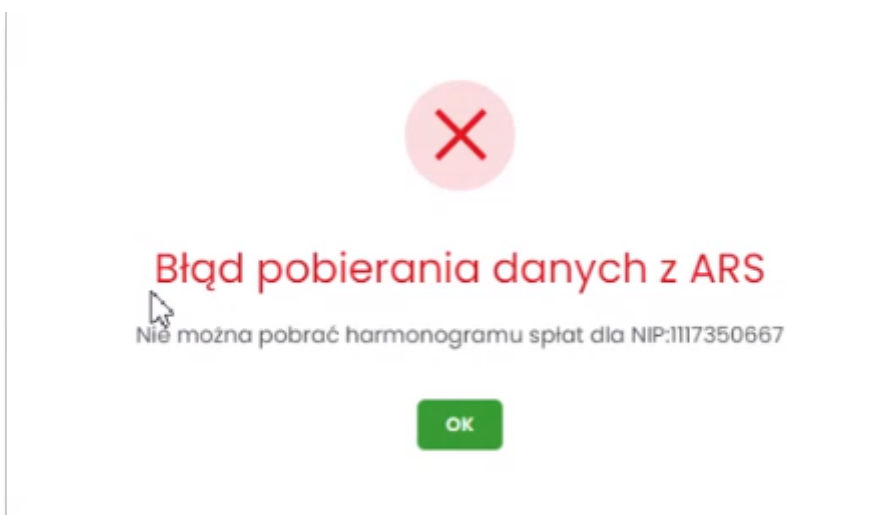 Błąd pobierania danych z ARS
Nie można pobrać harmonogramu spłat dla NIP:1117350667
OK